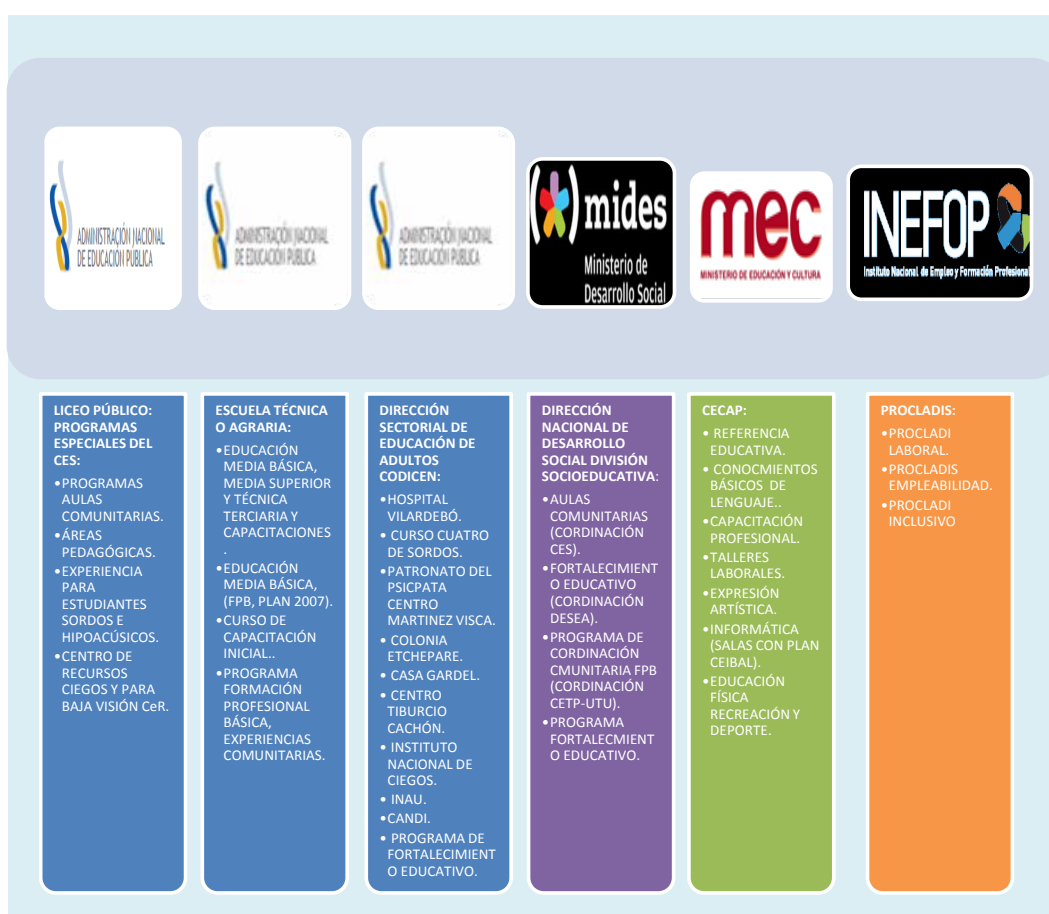 ADMINISTRACIÓN NACIONAL
DE EDUCACIÓN PÚBLICA
ADMINISTRACIÓN NACIONAL
DE EDUCACIÓN PUBLICA
ADMINISTRACIÓN NACIONAL
DE EDUCACIÓN PUBLICA
mides
Ministerio de
Desarrollo Social
mec
MINISTERIO DE EDUCACIÓN Y CULTURA
INEFOP
Instituto Nacional de Empleo y Formación Profesional
LICEO PÚBLICO:
PROGRAMAS
ESPECIALES DEL
CES:
•PROGRAMAS
AULAS
COMUNITARIAS.
•ÁREAS
PEDAGÓGICAS.
•EXPERIENCIA
PARA
ESTUDIANTES
SORDOS E
HIPOACÚSICOS.
•CENTRO DE
RECURSOS
CIEGOS Y PARA
BAJA VISIÓN CeR.
ESCUELA TÉCNICA
O AGRARIA:
•EDUCACIÓN
MEDIA BÁSICA,
MEDIA SUPERIOR
Y TÉCNICA
TERCIARIA Y
CAPACITACIONES
.
•EDUCACIÓN
MEDIA BÁSICA,
(FPB, PLAN 2007).
•CURSO DE
CAPACITACIÓN
INICIAL..
•PROGRAMA
FORMACIÓN
PROFESIONAL
BÁSICA,
EXPERIENCIAS
COMUNITARIAS.
DIRECCIÓN
SECTORIAL DE
EDUCACIÓN DE
ADULTOS
CODICEN:
•HOSPITAL
VILARDEBÓ.
• CURSO CUATRO
DE SORDOS.
•PATRONATO DEL
PSICPATA
CENTRO
MARTINEZ VISCA.
• COLONIA
ETCHEPARE.
• CASA GARDEL.
• CENTRO
TIBURCIO
CACHÓN.
• INSTITUTO
NACIONAL DE
CIEGOS.
• INAU.
•CANDI.
• PROGRAMA DE
FORTALECIMIENT
O EDUCATIVO.
DIRECCIÓN
NACIONAL DE
DESARROLLO
SOCIAL DIVISIÓN
SOCIOEDUCATIVA:
•AULAS
COMUNITARIAS
(CORDINACIÓN
CES).
•FORTALECIMIENT
O EDUCATIVO
(CORDINACIÓN
DESEA).
•PROGRAMA DE
CORDINACIÓN
CMUNITARIA FPB
(CORDINACIÓN
CETP-UTU).
•PROGRAMA
FORTALECMIENT
O EDUCATIVO.
CECAP:
• REFERENCIA
EDUCATIVA.
• CONOCMIENTOS
BÁSICOS DE
LENGUAJE..
•CAPACITACIÓN
PROFESIONAL.
•TALLERES
LABORALES.
•EXPRESIÓN
ARTÍSTICA.
•INFORMÁTICA
(SALAS CON PLAN
CEIBAL).
•EDUCACIÓN
FÍSICA
RECREACIÓN Y
DEPORTE.
PROCLADIS:
•PROCLADI
LABORAL.
•PROCLADIS
EMPLEABILIDAD.
•PROCLADI
INCLUSIVO